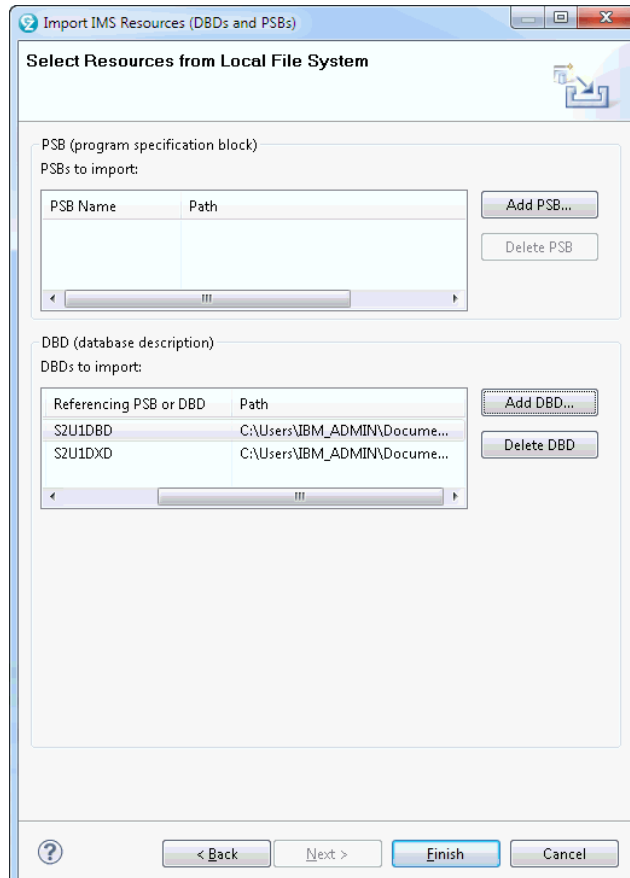 Import IMS Resources (DBDs and PSBs)
Select Resources from Local File System
PSB (program specification block)
PSBs to import:
PSB Name Path
Add PSB...
Delete PSB
DBD (database description)
DBDs to import:
Referencing PSB or DBD Path
Add DBD...
S2U1DBD C:\Users\IBM_ADMIN\Docume...
Delete DBD
S2U1DXD C:\Users\IBM_ADMIN\Docume...
? < Back Next > Finish Cancel